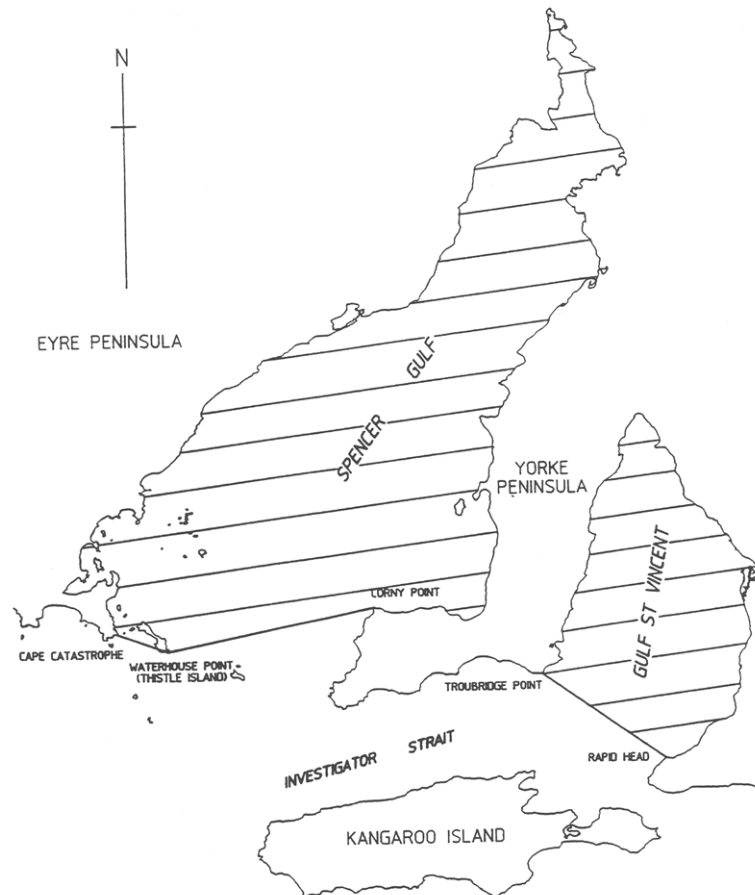 N
EYRE PENINSULA
SPENCER GULF
YORKE
PENINSULA
GULF ST VINCENT
CORNY POINT
CAPE CATASTROPHE
WATERHOUSE POINT
(THISTLE ISLAND)
TROUBRIDGE POINT
INVESTIGATOR STRAIT
RAPID HEAD
KANGAROO ISLAND